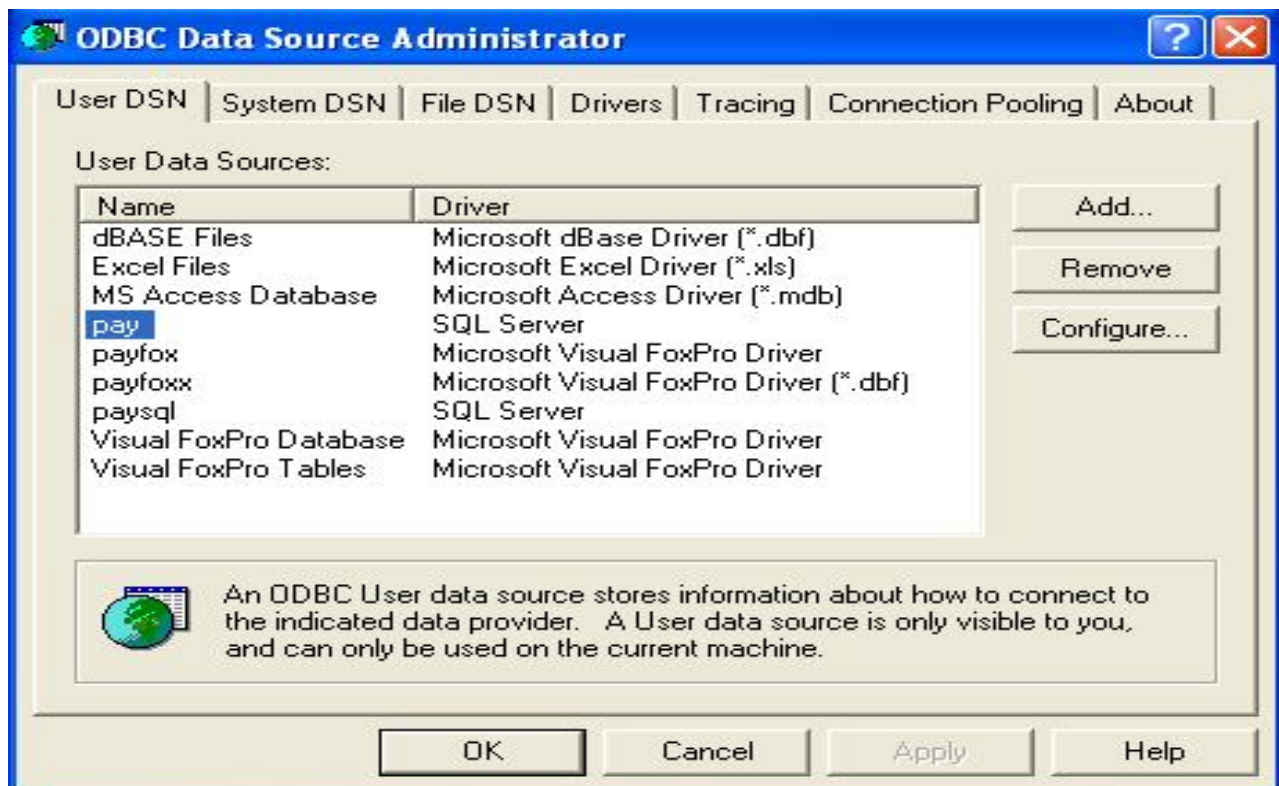 ODBC Data Source Administrator
User DSN System DSN File DSN Drivers Tracing Connection Pooling About
User Data Sources:
Name Driver
dBASE Files Microsoft dBase Driver (*.dbf)
Excel Files Microsoft Excel Driver (*.xls)
MS Access Database Microsoft Access Driver (*.mdb)
pay SQL Server
payfox Microsoft Visual FoxPro Driver
payfoxx Microsoft Visual FoxPro Driver (*.dbf)
paysql SQL Server
Visual FoxPro Database Microsoft Visual FoxPro Driver
Visual FoxPro Tables Microsoft Visual FoxPro Driver
Add...
Remove
Configure...
An ODBC User data source stores information about how to connect to
the indicated data provider. A User data source is only visible to you,
and can only be used on the current machine.
OK Cancel Apply Help